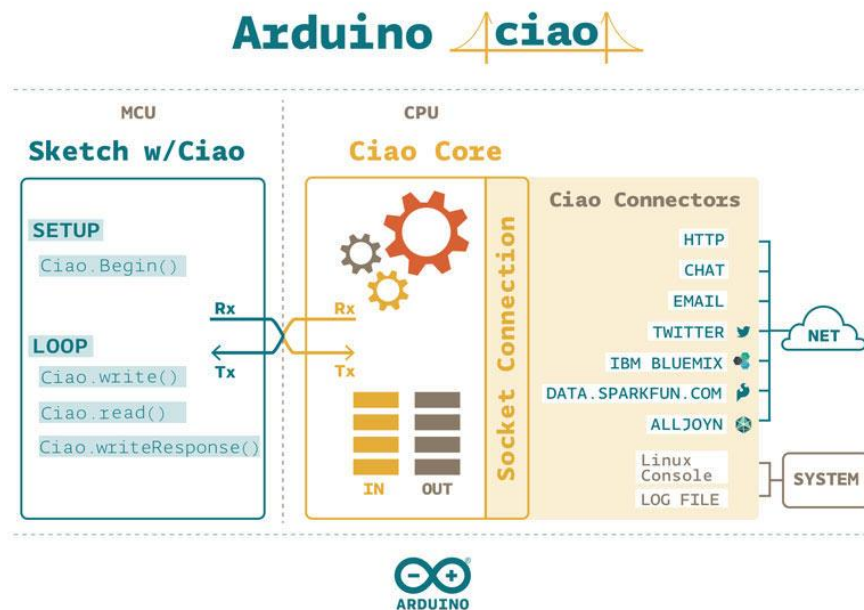 Arduino ciao
MCU
CPU
Sketch w/Ciao
Ciao Core
SETUP
Ciao.Begin()
LOOP
Ciao.write()
Ciao.read()
Ciao.writeResponse()
Rx
Tx
Rx
Tx
IN
OUT
Socket Connection
Ciao Connectors
HTTP
CHAT
EMAIL
TWITTER
IBM BLUEMIX
DATA.SPARKFUN.COM
ALLJOYN
NET
Linux
Console
LOG FILE
SYSTEM
ARDUINO